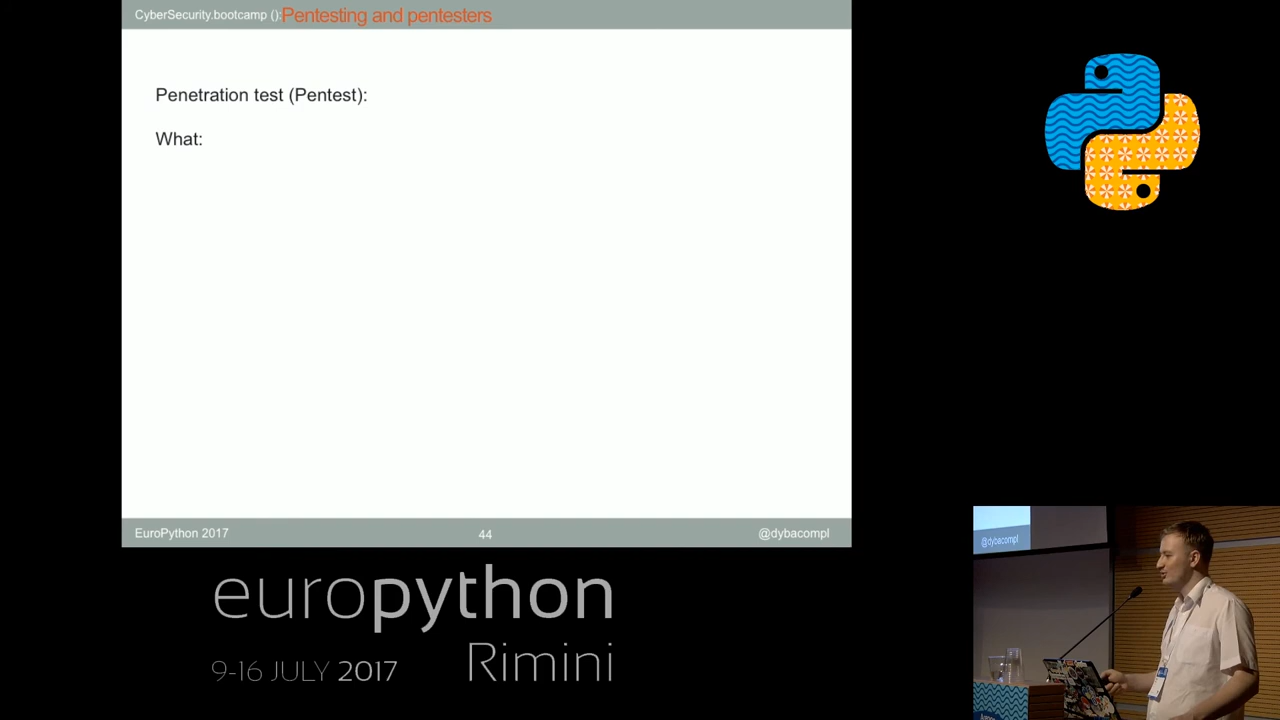 CyberSecurity.bootcamp (): Pentesting and pentesters
Penetration test (Pentest):
What:
EuroPython 2017 44 @dybacompl
europython
Rimini
9-16 JULY 2017
@dybacompl